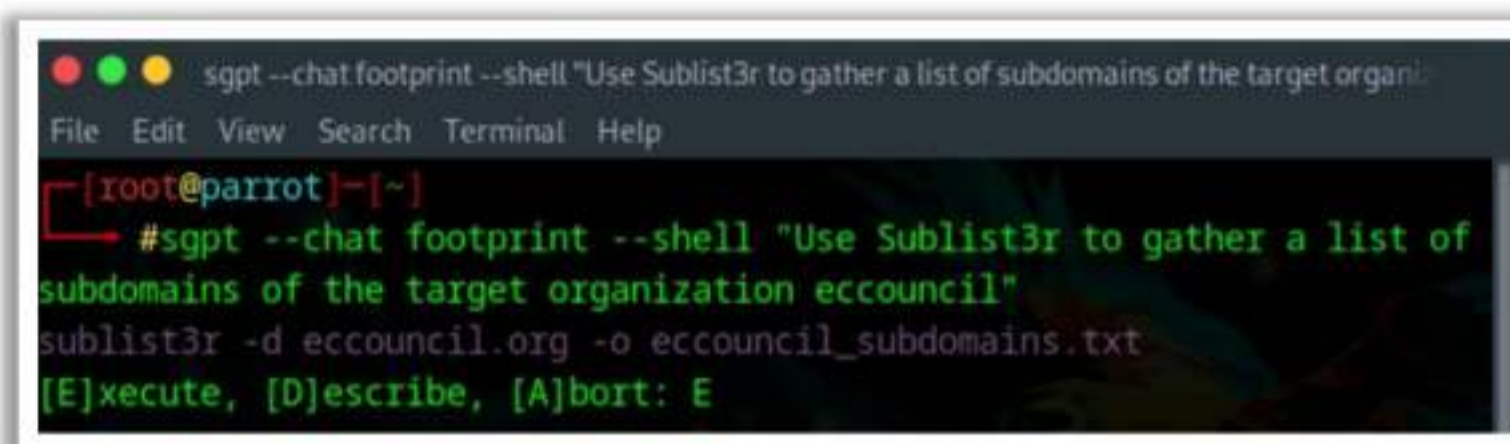 sgpt --chat footprint --shell "Use Sublist3r to gather a list of subdomains of the target organi
File Edit View Search Terminal Help
[root@parrot]─[~]
#sgpt --chat footprint --shell "Use Sublist3r to gather a list of
subdomains of the target organization eccouncil"
sublist3r -d eccouncil.org -o eccouncil_subdomains.txt
[E]xecute, [D]escribe, [A]bort: E